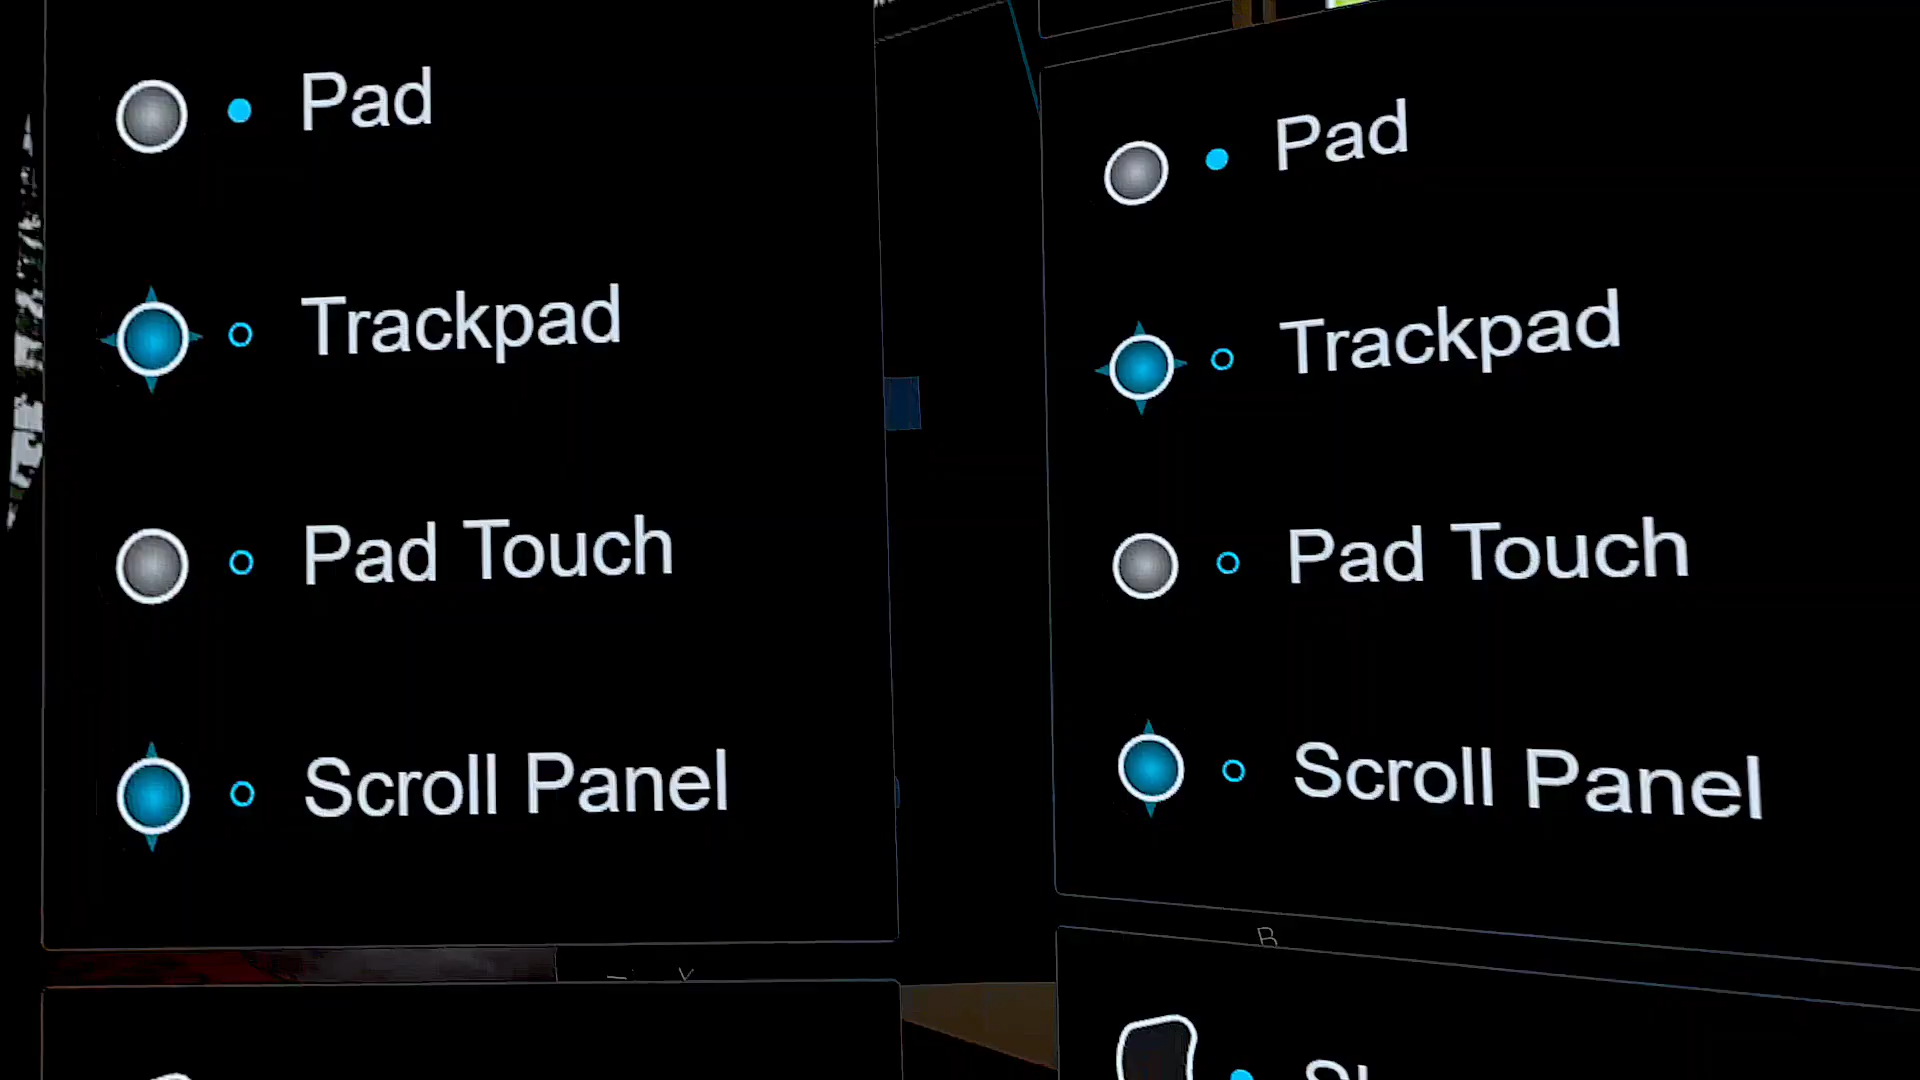 Pad
Trackpad
Pad Touch
Scroll Panel
Pad
Trackpad
Pad Touch
Scroll Panel
B